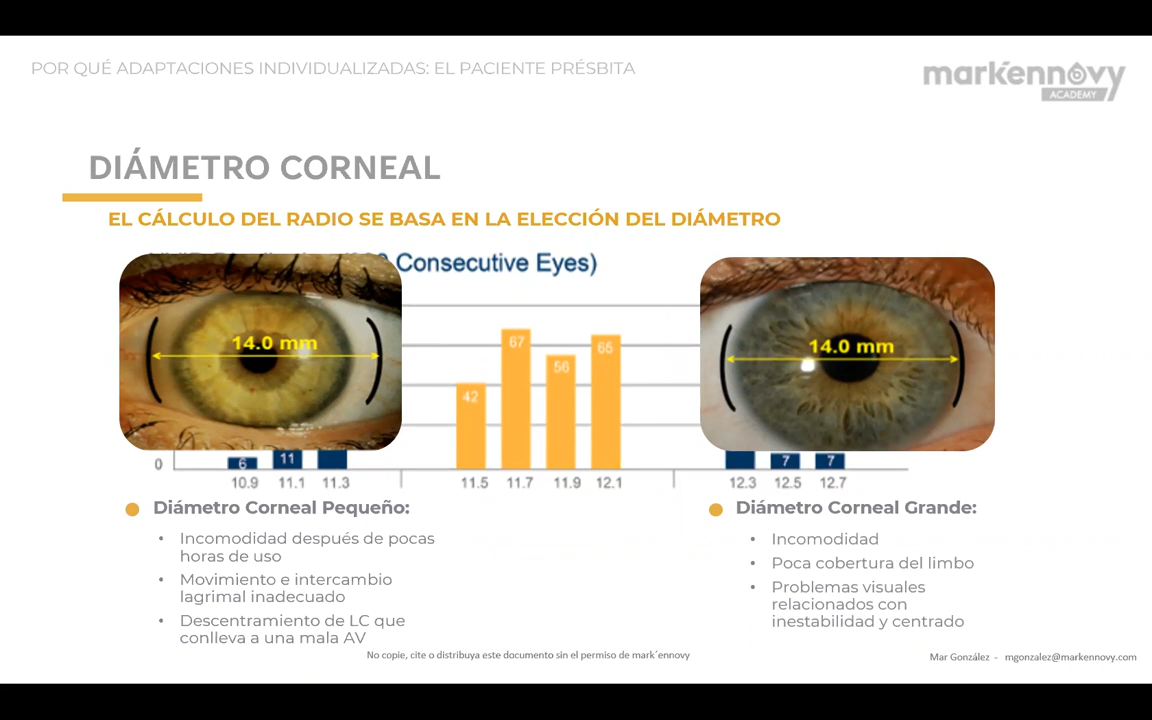 POR QUÉ ADAPTACIONES INDIVIDUALIZADAS: EL PACIENTE PRÉSBITA
mark'ennovy
ACADEMY
DIÁMETRO CORNEAL
EL CÁLCULO DEL RADIO SE BASA EN LA ELECCIÓN DEL DIÁMETRO
Consecutive Eyes)
14.0 mm
14.0 mm
67
65
56
42
0
6
11
7
7
10.9 11.1 11.3 11.5 11.7 11.9 12.1 12.3 12.5 12.7
Diámetro Corneal Pequeño:
• Incomodidad después de pocas
horas de uso
• Movimiento e intercambio
lagrimal inadecuado
• Descentramiento de LC que
conlleva a una mala AV
Diámetro Corneal Grande:
• Incomodidad
• Poca cobertura del limbo
• Problemas visuales
relacionados con
inestabilidad y centrado
No copie, cite o distribuya este documento sin el permiso de mark´ennovy
Mar González - mgonzalez@markennovy.com